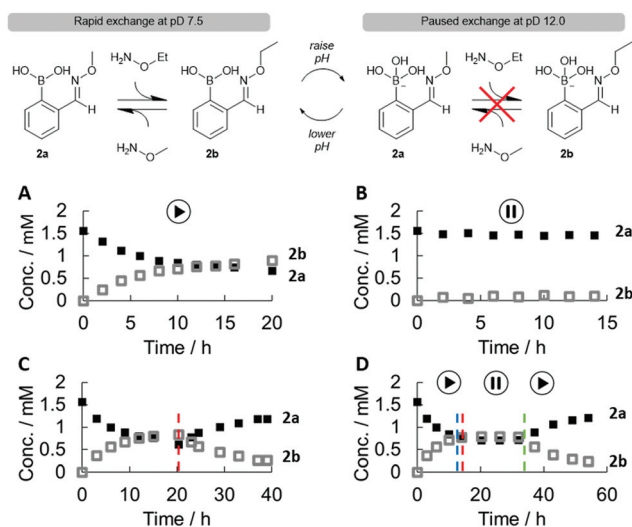 Rapid exchange at pD 7.5
Paused exchange at pD 12.0
OH
B
OH
N
O
H
2a
H₂N
O
Et
H₂N
O
OH
B
OH
N
O
H
2b
raise
pH
lower
pH
OH
HO
B
OH
−
N
O
H
2a
H₂N
O
Et
H₂N
O
OH
HO
B
OH
−
N
O
H
2b
A
Conc. / mM
2
1.5
1
0.5
0
0 5 10 15 20
Time / h
2b
2a
B
Conc. / mM
2
1.5
1
0.5
0
0 5 10 15
Time / h
2a
2b
C
Conc. / mM
2
1.5
1
0.5
0
0 10 20 30 40
Time / h
2a
2b
D
Conc. / mM
2
1.5
1
0.5
0
0 20 40 60
Time / h
2a
2b